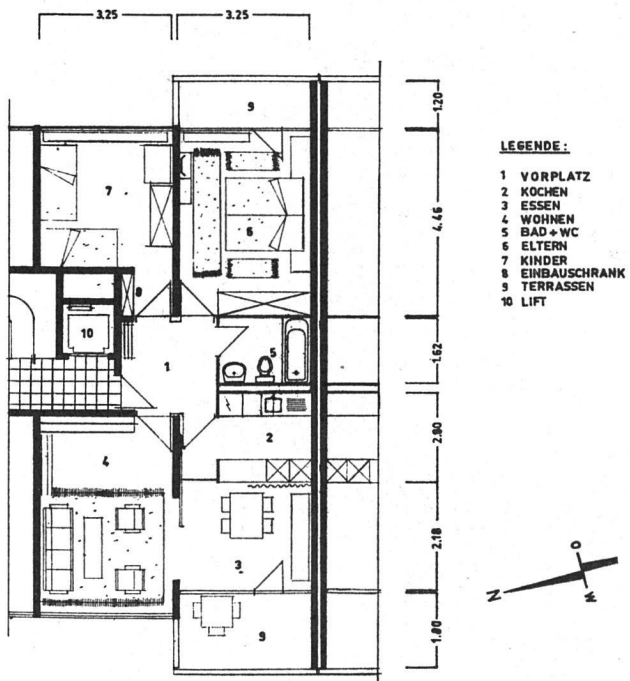 3.25 3.25
9
1.20
7
6
4.46
8
10
1
5
1.62
2
2.80
4
3
2.18
9
1.80
LEGENDE:
1 VORPLATZ
2 KOCHEN
3 ESSEN
4 WOHNEN
5 BAD + WC
6 ELTERN
7 KINDER
8 EINBAUSCHRANK
9 TERRASSEN
10 LIFT
O
N
W